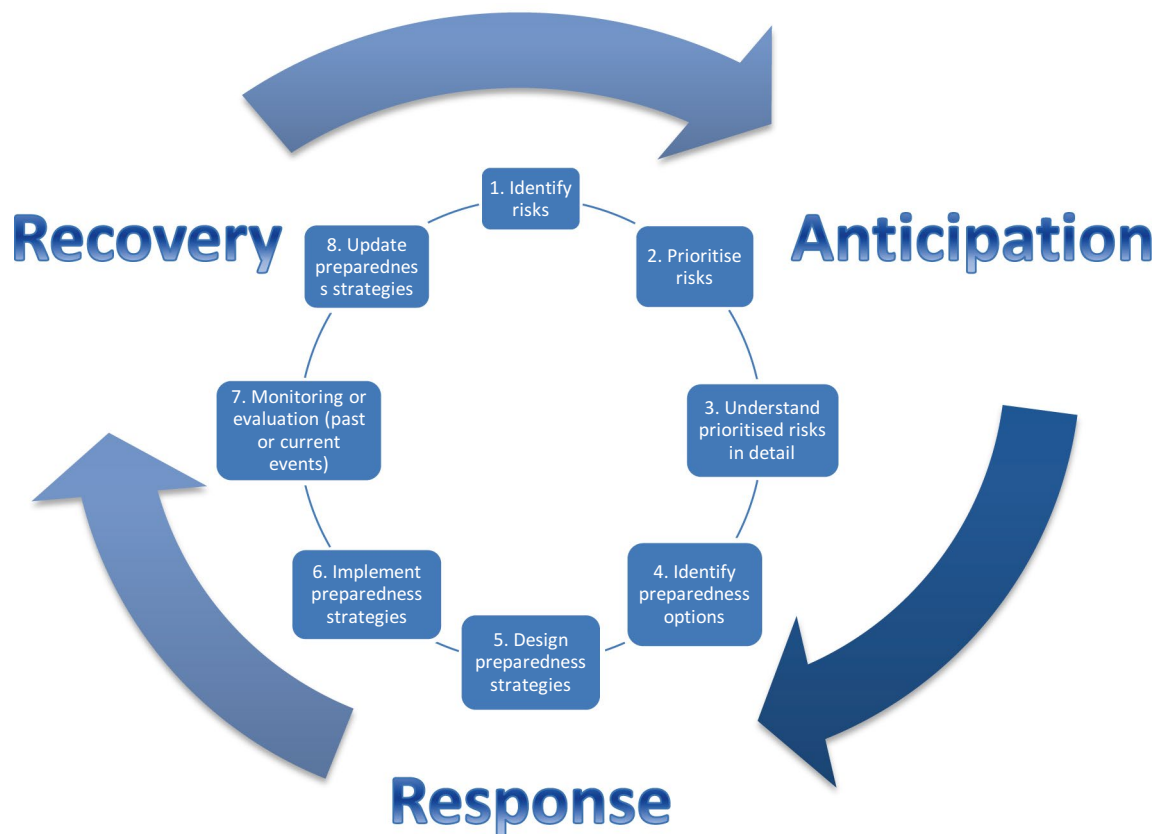 1. Identify
risks
Recovery
Anticipation
8. Update
preparednes
s strategies
2. Prioritise
risks
7. Monitoring or
evaluation (past
or current
events)
3. Understand
prioritised risks
in detail
6. Implement
preparedness
strategies
4. Identify
preparedness
options
5. Design
preparedness
strategies
Response